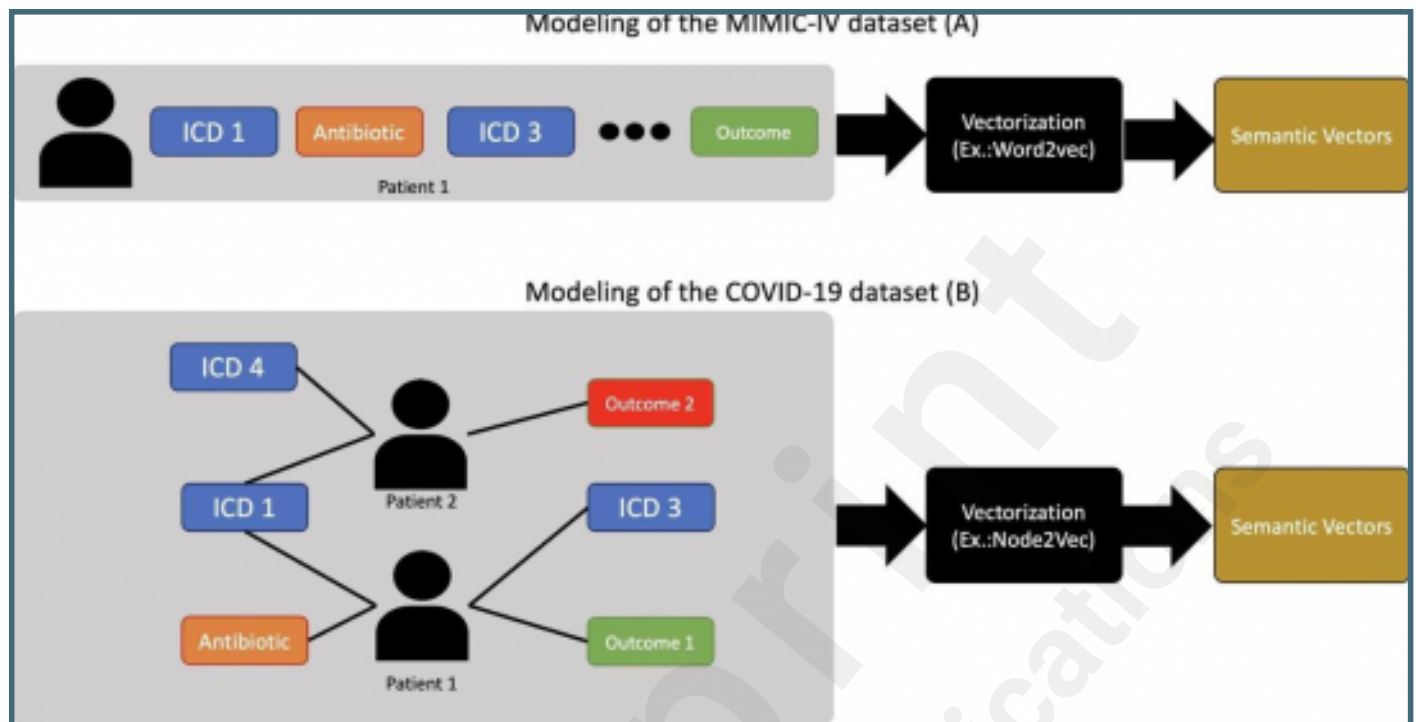 Modeling of the MIMIC-IV dataset (A)
ICD 1
Antibiotic
ICD 3
Outcome
Patient 1
Vectorization
(Ex.:Word2vec)
Semantic Vectors
Modeling of the COVID-19 dataset (B)
ICD 4
Outcome 2
Patient 2
ICD 1
ICD 3
Antibiotic
Outcome 1
Patient 1
Vectorization
(Ex.:Node2Vec)
Semantic Vectors
print
cations